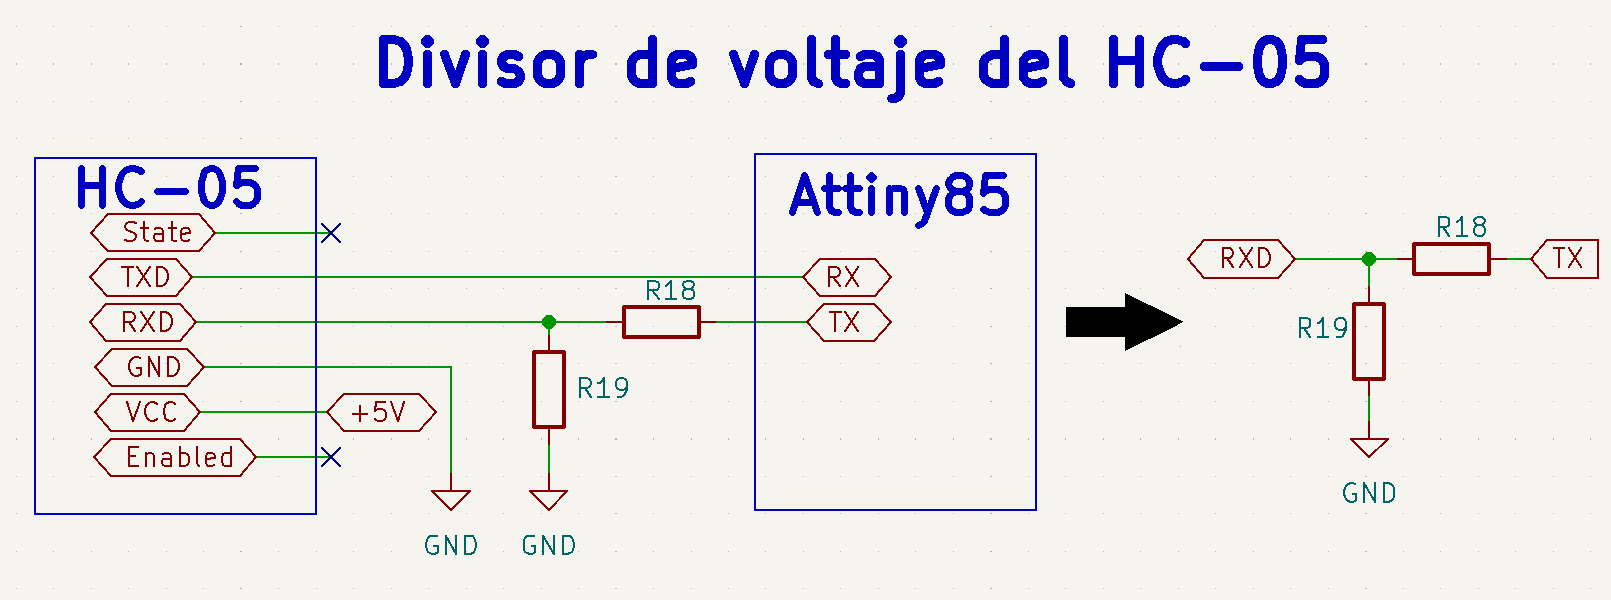 Divisor de voltaje del HC-05
HC-05
State
TXD
RXD
GND
VCC
+5V
Enabled
R18
R19
GND
GND
Attiny85
RX
TX
RXD
R18
TX
R19
GND